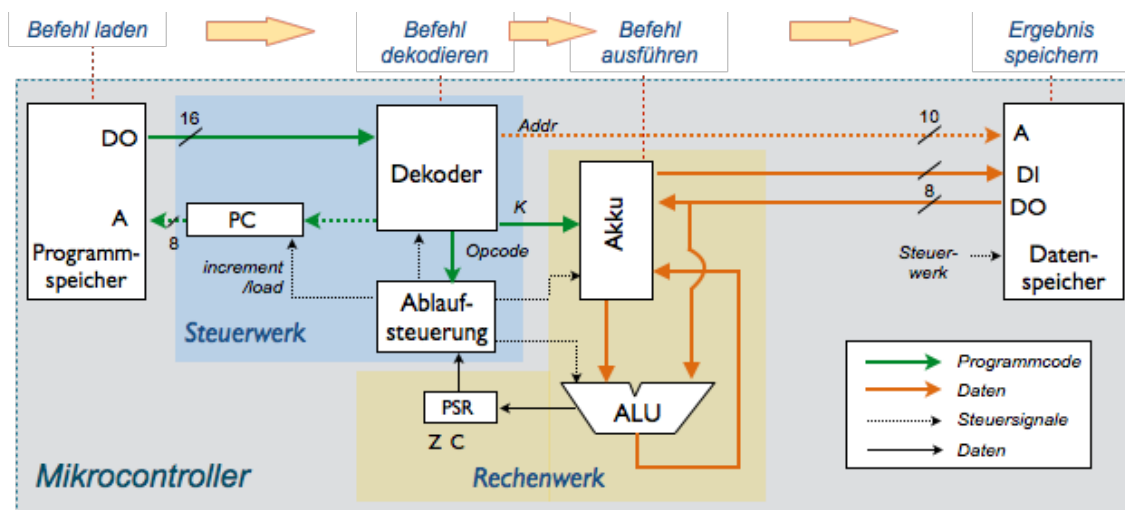 Befehl laden
Befehl
dekodieren
Befehl
ausführen
Ergebnis
speichern
DO
16
Dekoder
Addr
10
A
DI
DO
8
A
8
PC
K
Akku
Opcode
Programm-
speicher
increment
/load
Steuer-
werk
Daten-
speicher
Ablauf-
steuerung
Steuerwerk
PSR
Z C
ALU
Rechenwerk
Mikrocontroller
Programmcode
Daten
Steuersignale
Daten